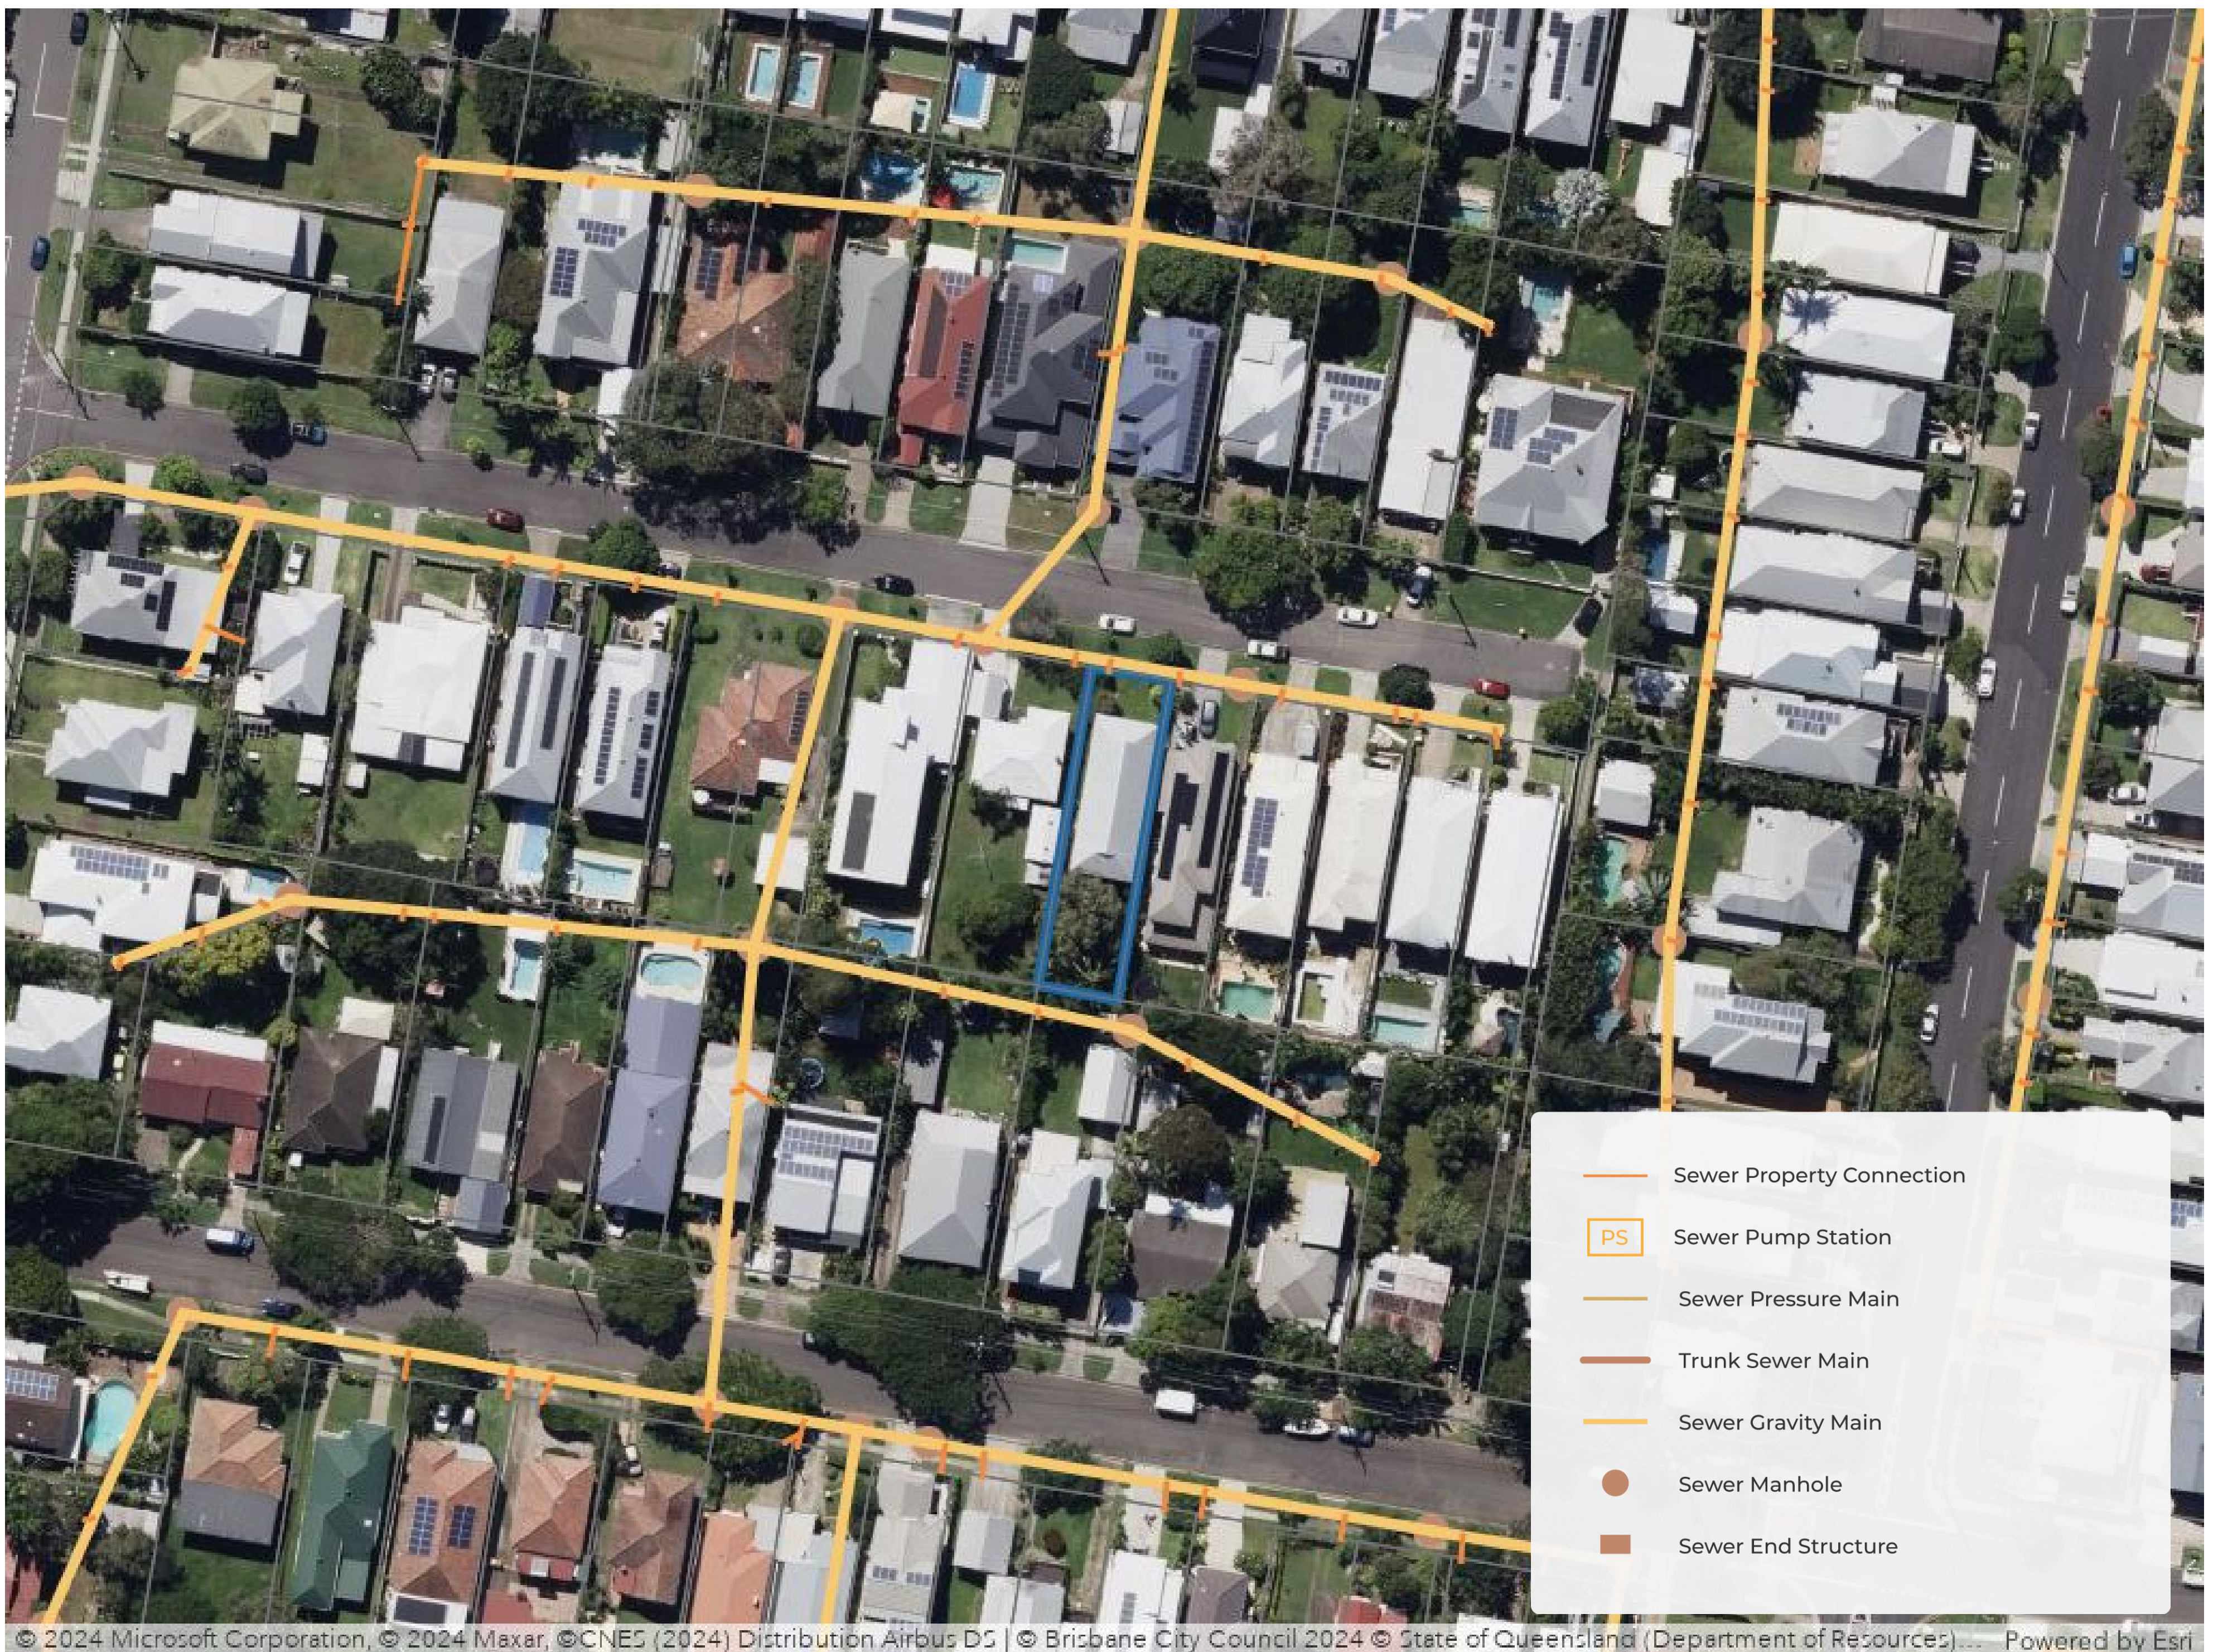 Sewer Property Connection
PS Sewer Pump Station
Sewer Pressure Main
Trunk Sewer Main
Sewer Gravity Main
Sewer Manhole
Sewer End Structure
© 2024 Microsoft Corporation, © 2024 Maxar, ©CNES (2024) Distribution Airbus DS | © Brisbane City Council 2024 © State of Queensland (Department of Resources)... Powered by Esri